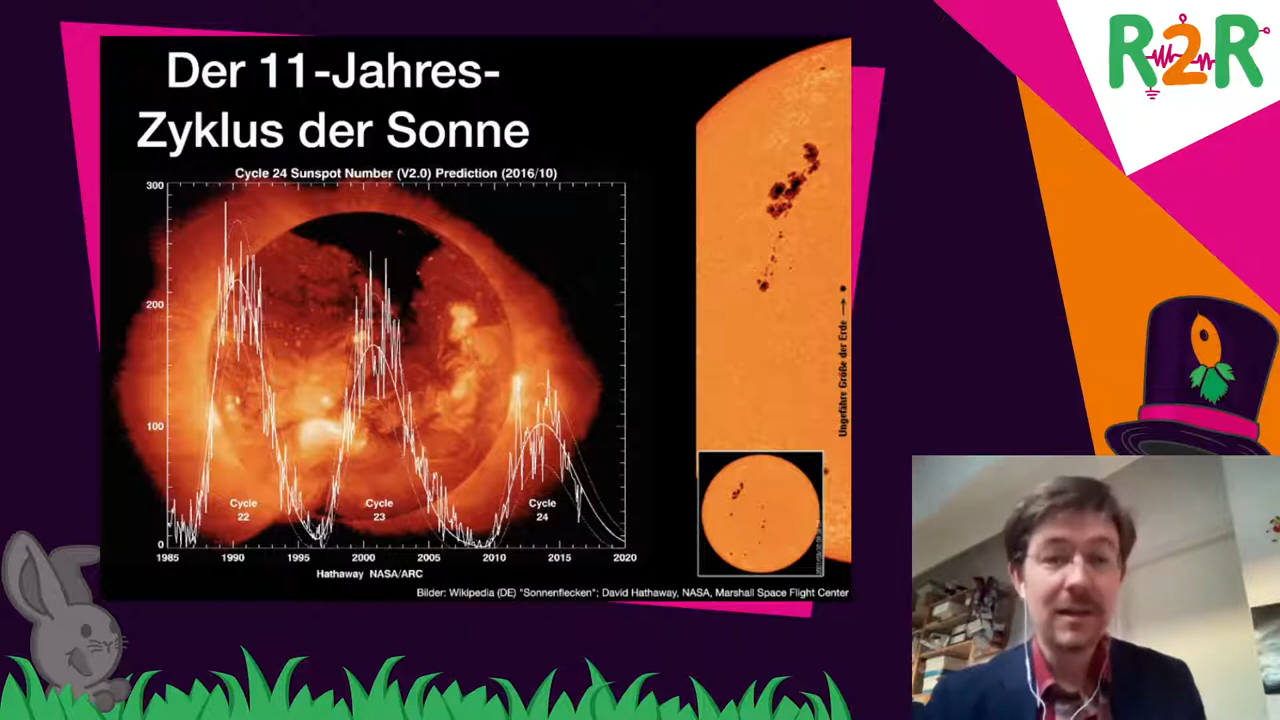 Der 11-Jahres-
Zyklus der Sonne
Cycle 24 Sunspot Number (V2.0) Prediction (2016/10)
300
200
100
0
Cycle
22
Cycle
23
Cycle
24
1985 1990 1995 2000 2005 2010 2015 2020
Hathaway NASA/ARC
Ungefähre Größe der Erde
Bilder: Wikipedia (DE) "Sonnenflecken"; David Hathaway, NASA, Marshall Space Flight Center
R2R